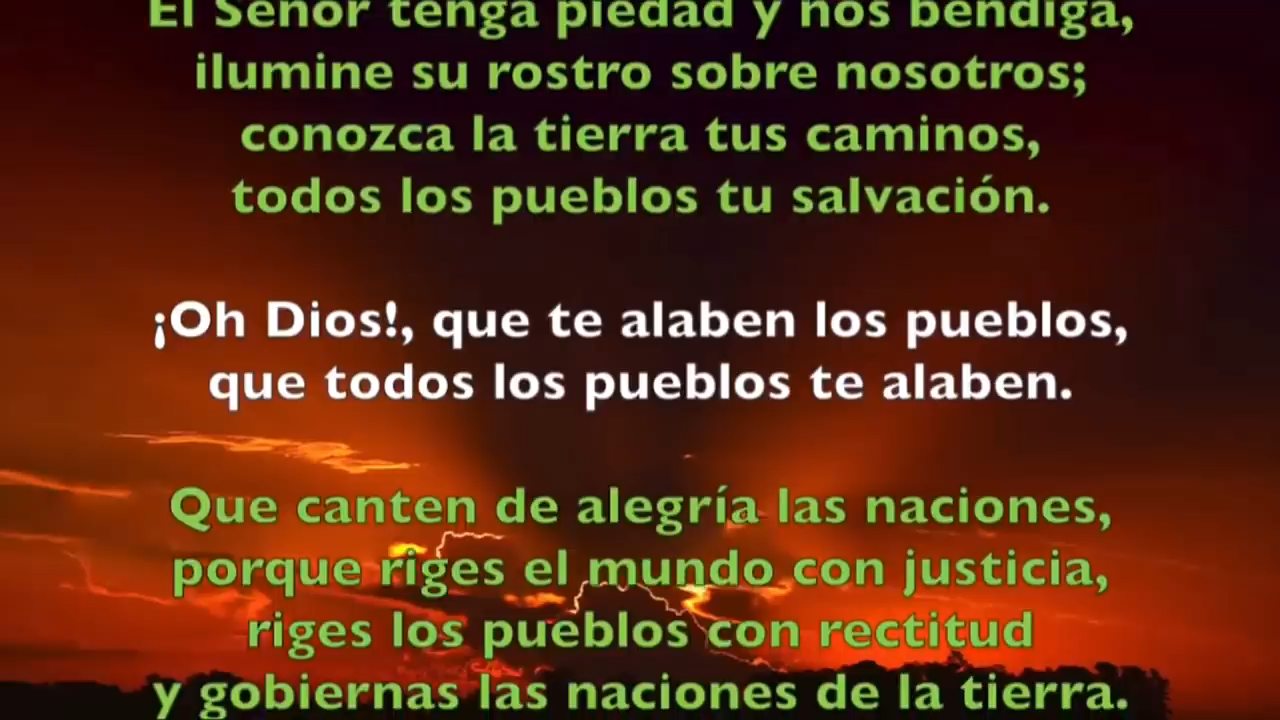 El Señor tenga piedad y nos bendiga,
ilumine su rostro sobre nosotros;
conozca la tierra tus caminos,
todos los pueblos tu salvación.
¡Oh Dios!, que te alaben los pueblos,
que todos los pueblos te alaben.
Que canten de alegría las naciones,
porque riges el mundo con justicia,
riges los pueblos con rectitud
y gobiernas las naciones de la tierra.